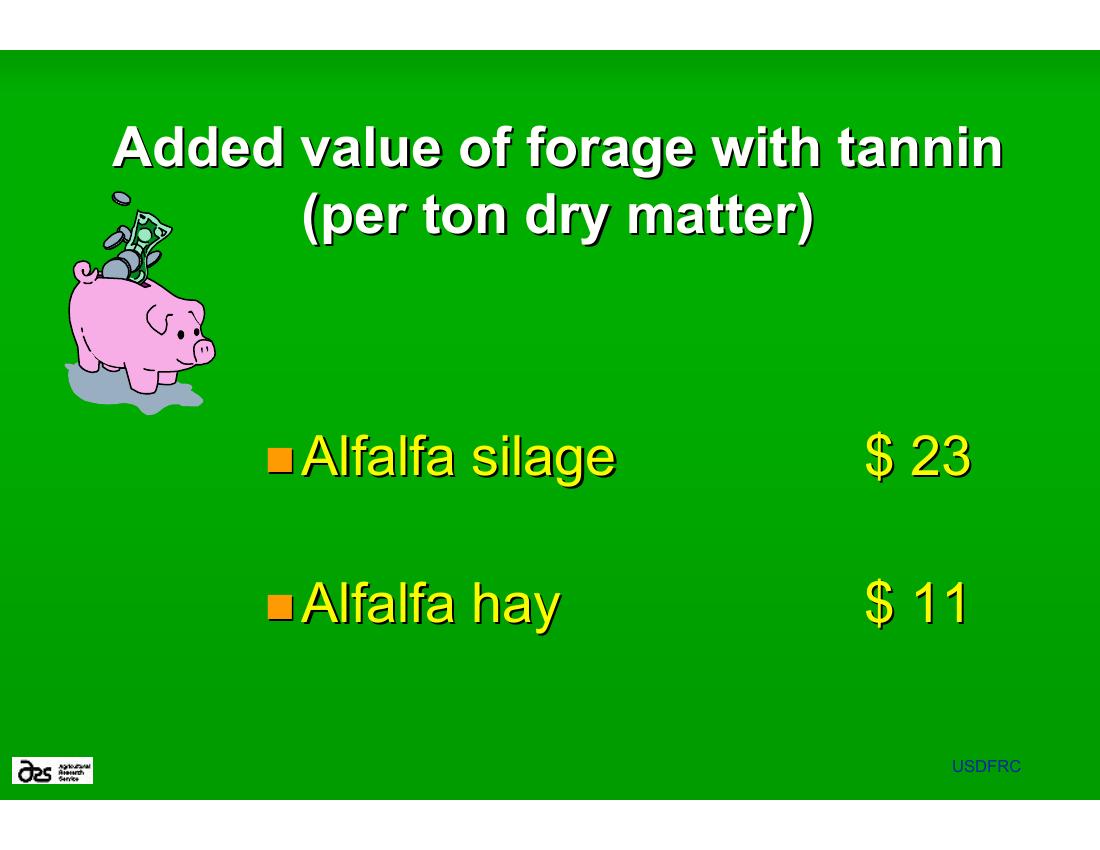 Added value of forage with tannin
(per ton dry matter)
■ Alfalfa silage $ 23
■ Alfalfa hay $ 11
ars Agricultural
Research
Service
USDFRC